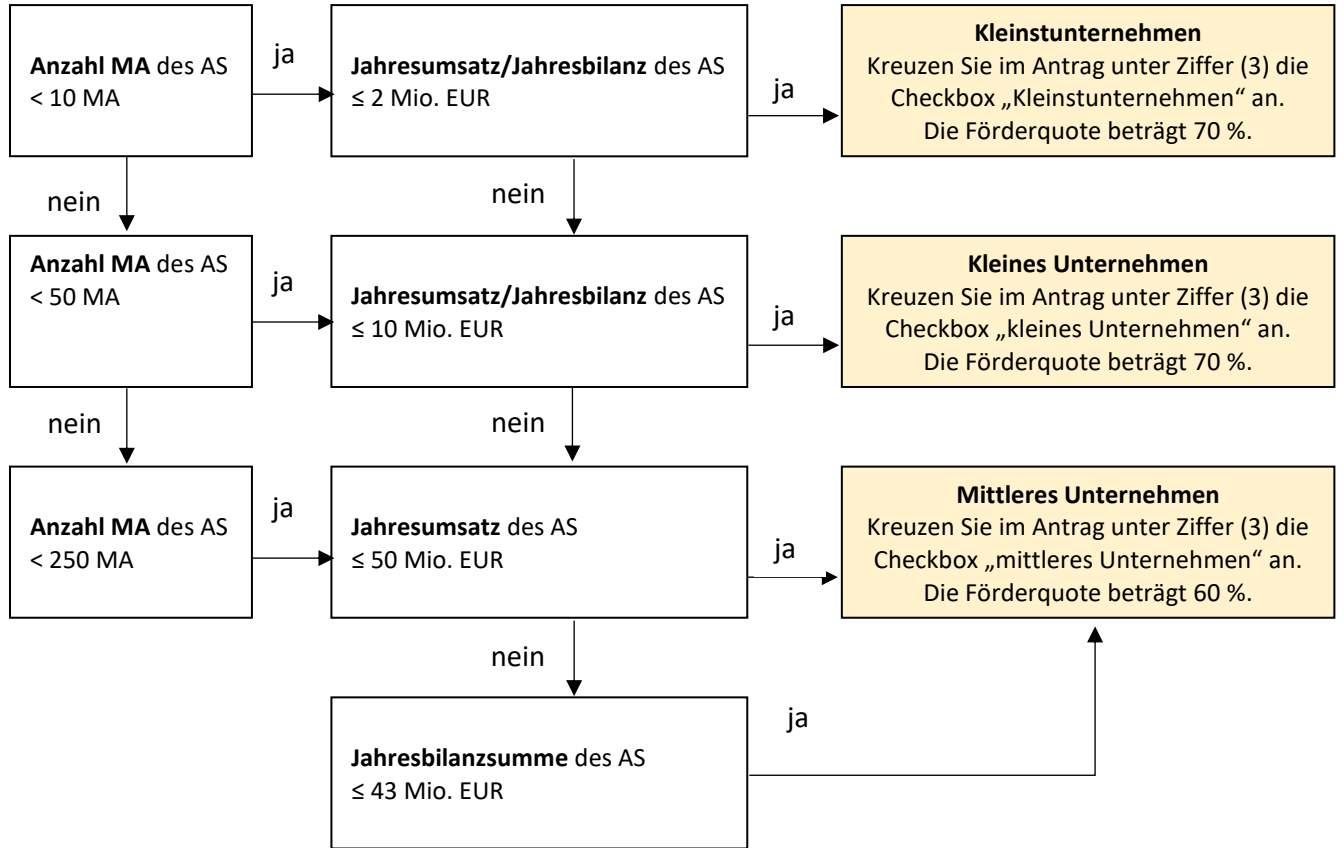 Anzahl MA des AS
< 10 MA
ja
Jahresumsatz/Jahresbilanz des AS
≤ 2 Mio. EUR
ja
Kleinstunternehmen
Kreuzen Sie im Antrag unter Ziffer (3) die
Checkbox „Kleinstunternehmen“ an.
Die Förderquote beträgt 70 %.
nein
nein
Anzahl MA des AS
< 50 MA
ja
Jahresumsatz/Jahresbilanz des AS
≤ 10 Mio. EUR
ja
Kleines Unternehmen
Kreuzen Sie im Antrag unter Ziffer (3) die
Checkbox „kleines Unternehmen“ an.
Die Förderquote beträgt 70 %.
nein
nein
Anzahl MA des AS
< 250 MA
ja
Jahresumsatz des AS
≤ 50 Mio. EUR
ja
Mittleres Unternehmen
Kreuzen Sie im Antrag unter Ziffer (3) die
Checkbox „mittleres Unternehmen“ an.
Die Förderquote beträgt 60 %.
nein
Jahresbilanzsumme des AS
≤ 43 Mio. EUR
ja